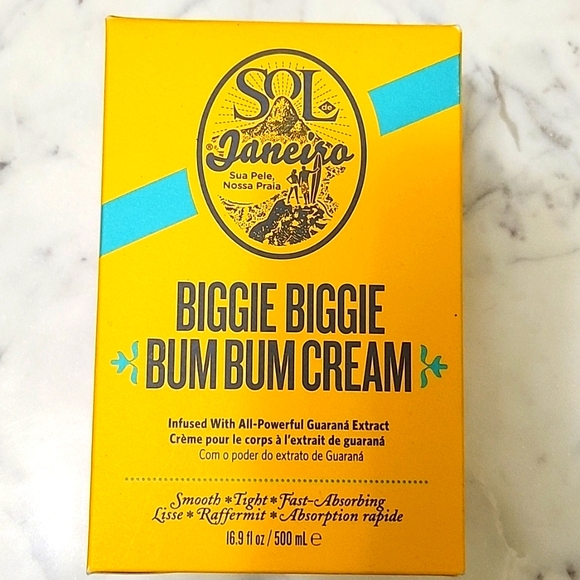 SOL de
Janeiro®
Sua Pele,
Nossa Praia
BIGGIE BIGGIE
BUM BUM CREAM
Infused With All-Powerful Guaraná Extract
Crème pour le corps à l'extrait de guaraná
Com o poder do extrato de Guaraná
Smooth * Tight * Fast-Absorbing
Lisse * Raffermit * Absorption rapide
16.9 fl oz / 500 mL ℮